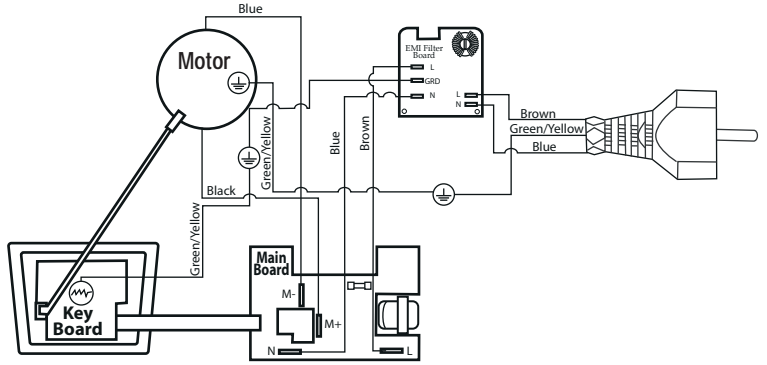 Blue
Motor
EMI Filter
Board
L
GRD
N
L
N
Brown
Green/Yellow
Blue
Green/Yellow
Blue
Brown
Black
Green/Yellow
Main
Board
M-
M+
Key
Board
N
L